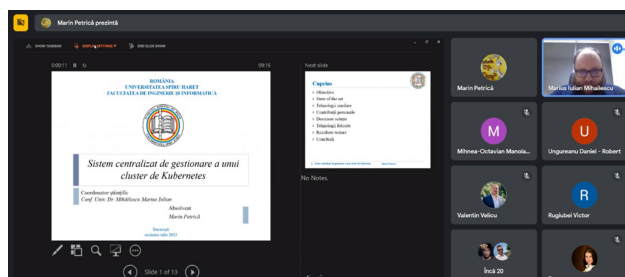 Marin Petrică prezintă
SHOW TASKBAR
DISPLAY SETTINGS
END SLIDE SHOW
0:00:11
09:16
Next slide
ROMÂNIA
UNIVERSITATEA SPIRU HARET
FACULTATEA DE INGINERIE ȘI INFORMATICĂ
Sistem centralizat de gestionare a unui
cluster de Kubernetes
Coordonator științific
Conf. Univ. Dr. Mihăilescu Marius Iulian
Absolvent
Marin Petrică
București
sesiunea iulie 2023
Slide 1 of 13
Cuprins
Obiective
State of the art
Tehnologii similare
Contribuții personale
Descriere soluție
Tehnologii folosite
Rezultate testare
Concluzii
No Notes.
Marin Petrică
Marius Iulian Mihailescu
M
Mihnea-Octavian Manola...
U
Ungureanu Daniel - Robert
Valentin Velicu
R
Rugiubei Victor
Încă 20